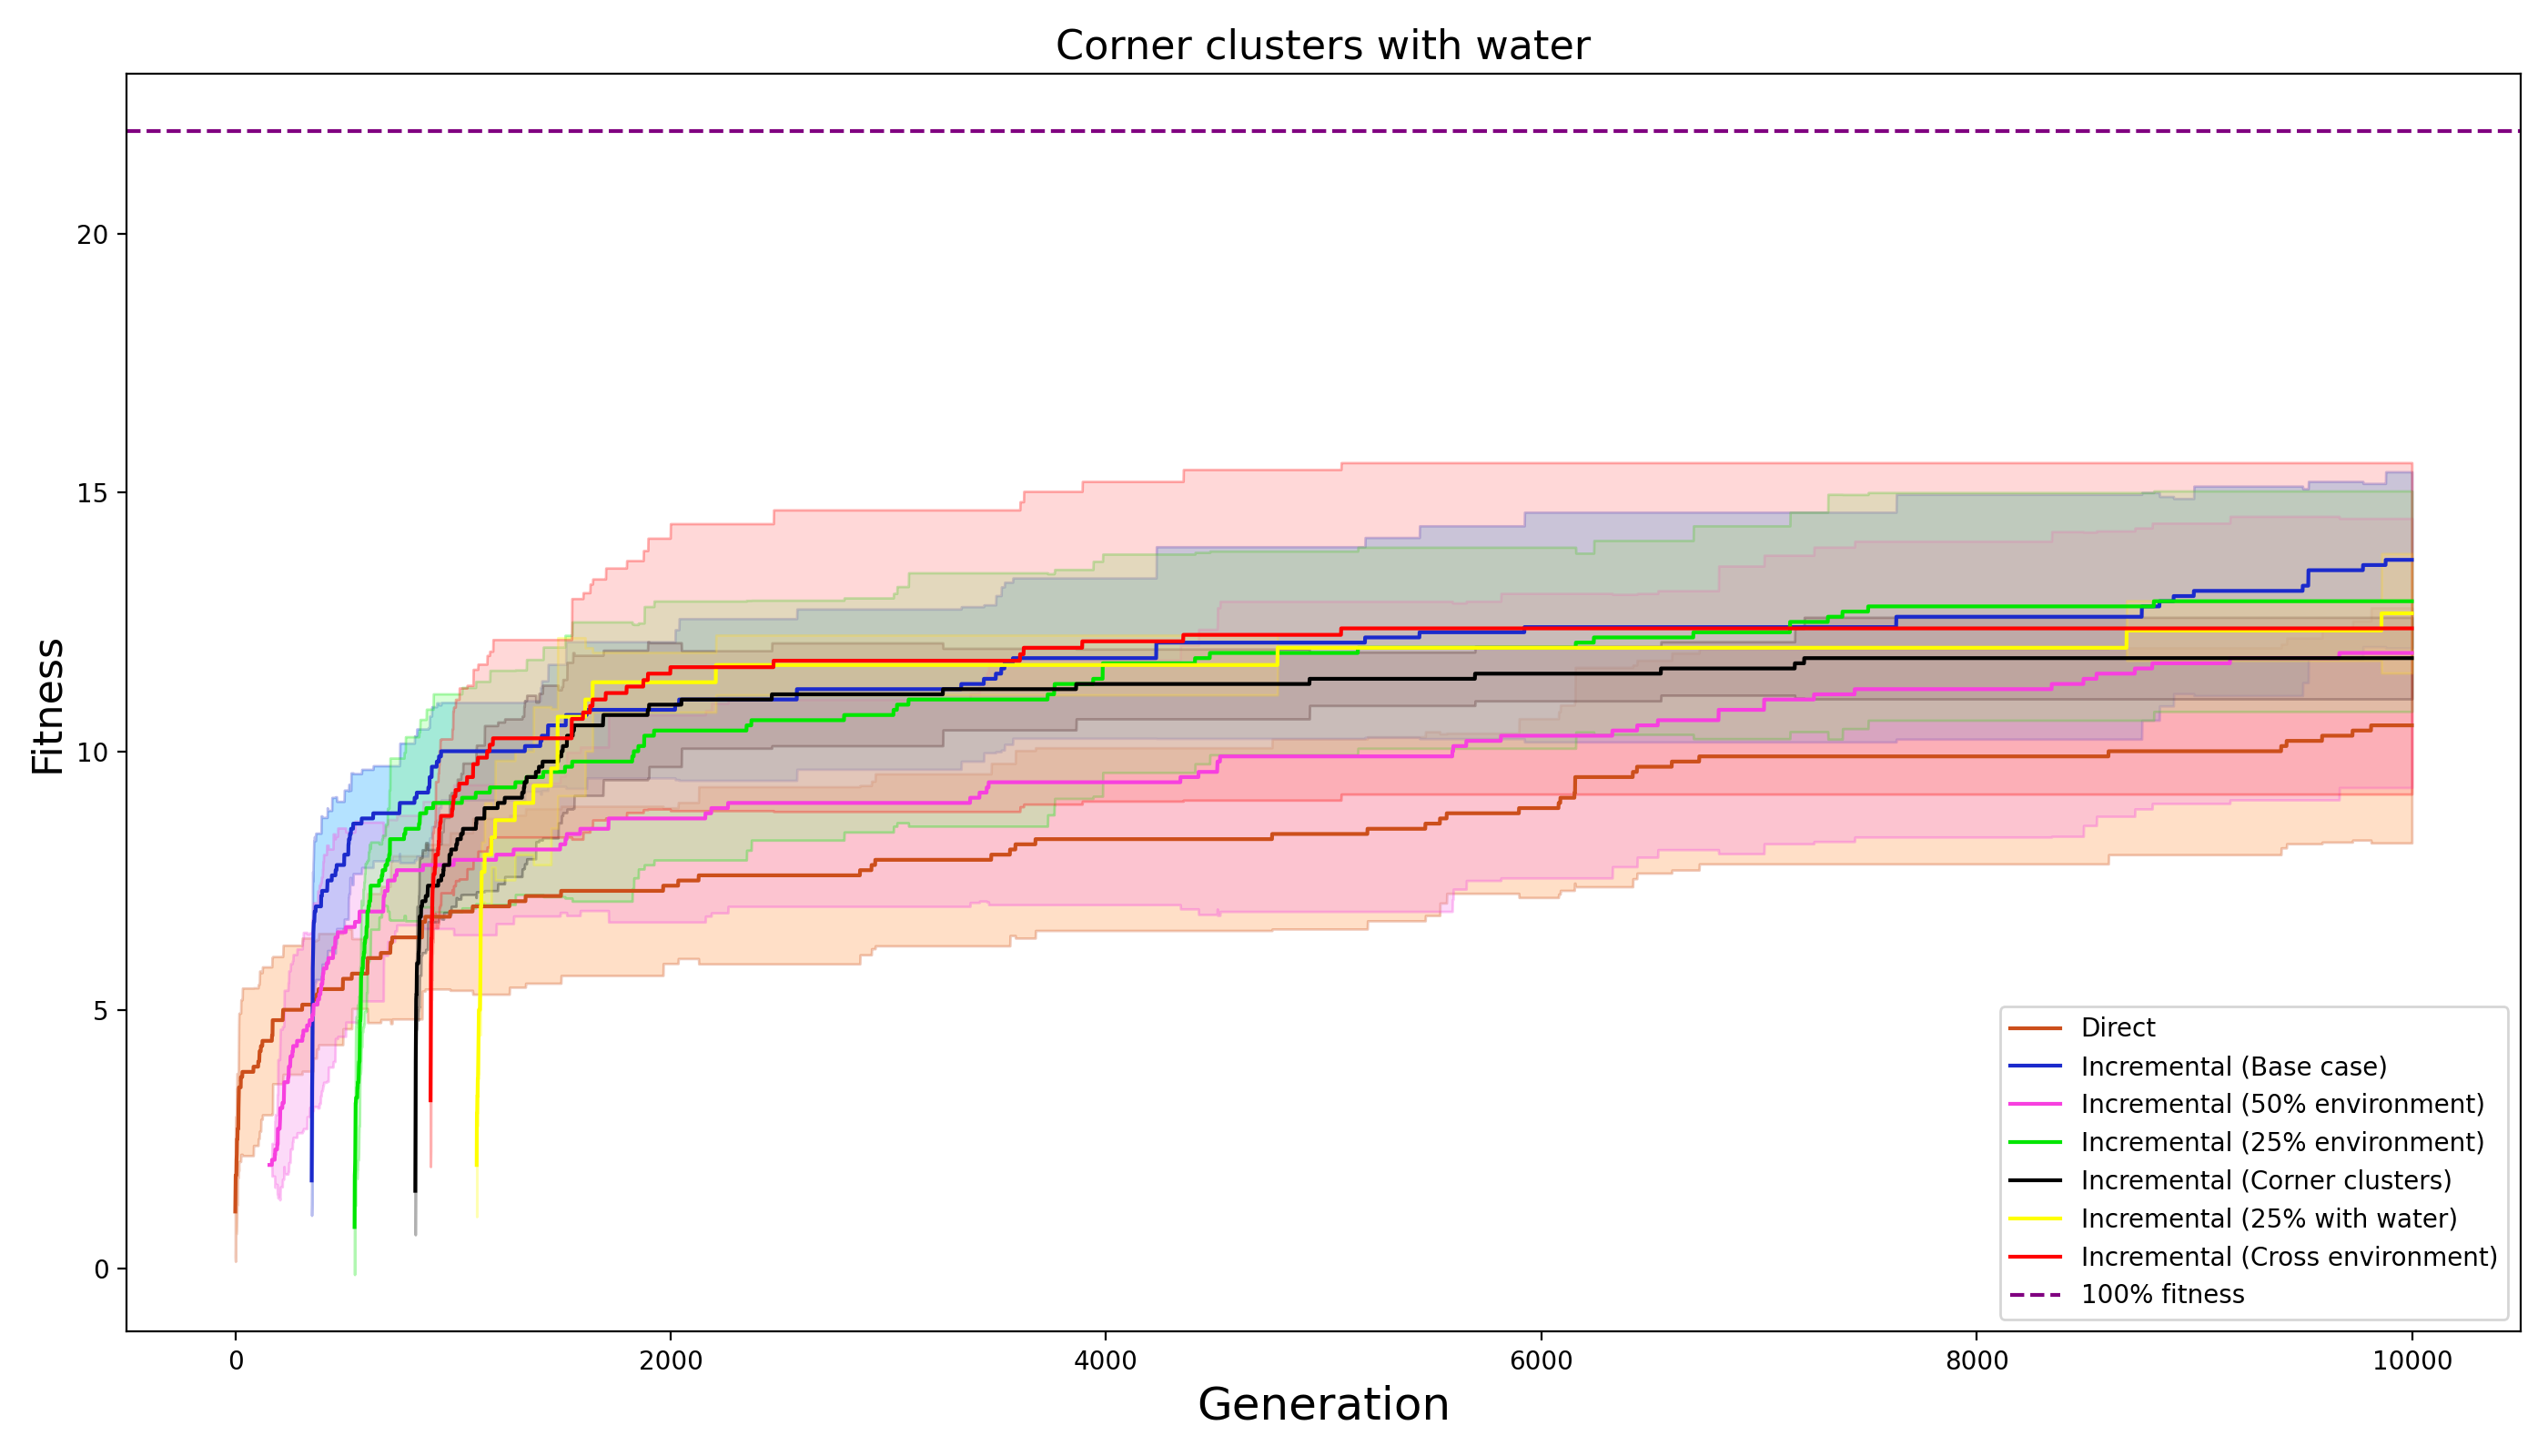 Corner clusters with water
Fitness
20
15
10
5
0
0 2000 4000 6000 8000 10000
Generation
Direct
Incremental (Base case)
Incremental (50% environment)
Incremental (25% environment)
Incremental (Corner clusters)
Incremental (25% with water)
Incremental (Cross environment)
100% fitness